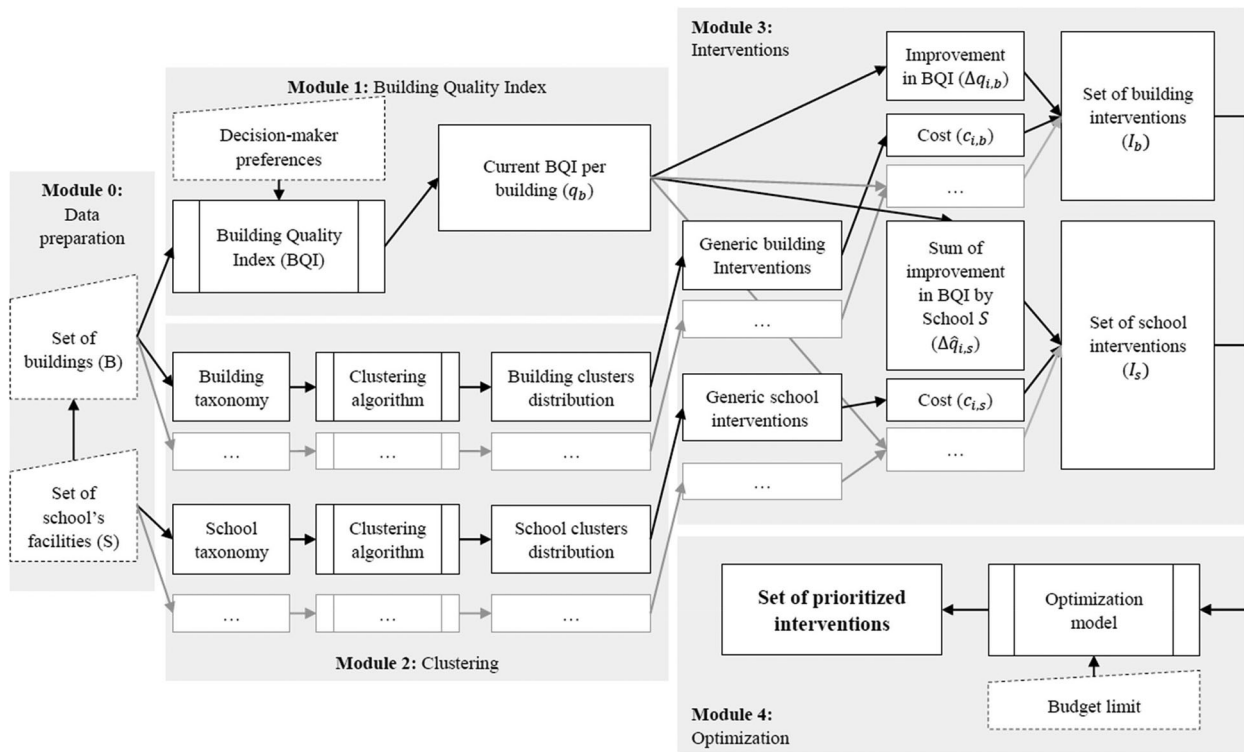 Module 0:
Data
preparation
Set of
buildings (B)
Set of
school's
facilities (S)
Module 1: Building Quality Index
Decision-maker
preferences
Building Quality
Index (BQI)
Current BQI per
building (q_b)
Building
taxonomy
Clustering
algorithm
Building clusters
distribution
...
...
...
School
taxonomy
Clustering
algorithm
School clusters
distribution
...
...
...
Module 2: Clustering
Module 3:
Interventions
Generic building
Interventions
...
Generic school
interventions
...
Improvement
in BQI (Δq_{i,b})
Cost (c_{i,b})
...
Sum of
improvement
in BQI by
School S
(Δq̂_{i,s})
Cost (c_{i,s})
...
Set of building
interventions
(I_b)
Set of school
interventions
(I_s)
Set of prioritized
interventions
Optimization
model
Budget limit
Module 4:
Optimization